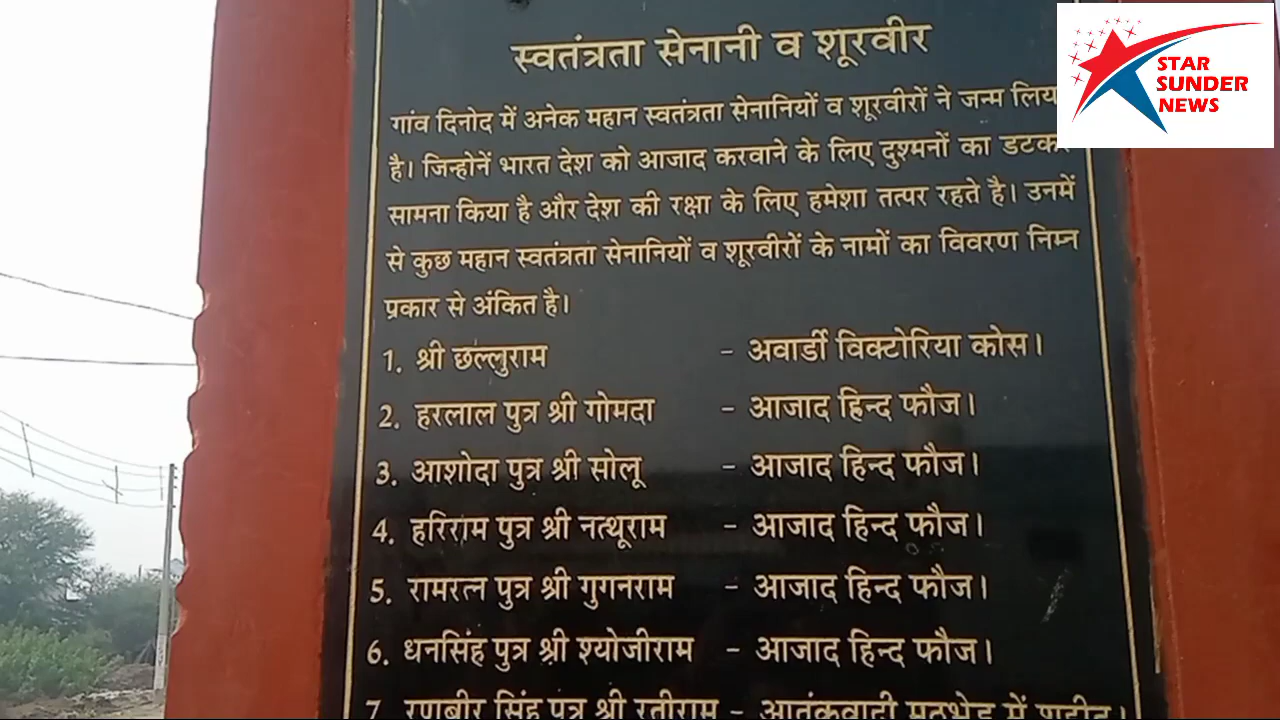 स्वतंत्रता सेनानी व शूरवीर
गांव दिनोद में अनेक महान स्वतंत्रता सेनानियों व शूरवीरों ने जन्म लिया
है। जिन्होनें भारत देश को आजाद करवाने के लिए दुश्मनों का डटकर
सामना किया है और देश की रक्षा के लिए हमेशा तत्पर रहते है। उनमें
से कुछ महान स्वतंत्रता सेनानियों व शूरवीरों के नामों का विवरण निम्न
प्रकार से अंकित है।
1. श्री छल्लुराम - अवार्डी विक्टोरिया कोस।
2. हरलाल पुत्र श्री गोमदा - आजाद हिन्द फौज।
3. आशोदा पुत्र श्री सोलू - आजाद हिन्द फौज।
4. हरिराम पुत्र श्री नत्थूराम - आजाद हिन्द फौज।
5. रामरत्न पुत्र श्री गुगनराम - आजाद हिन्द फौज।
6. धनसिंह पुत्र श्री श्योजीराम - आजाद हिन्द फौज।
7. रणबीर सिंह पुत्र श्री रतीराम - आतंकवादी मुठभेड़ में शहीद।
STAR
SUNDER
NEWS